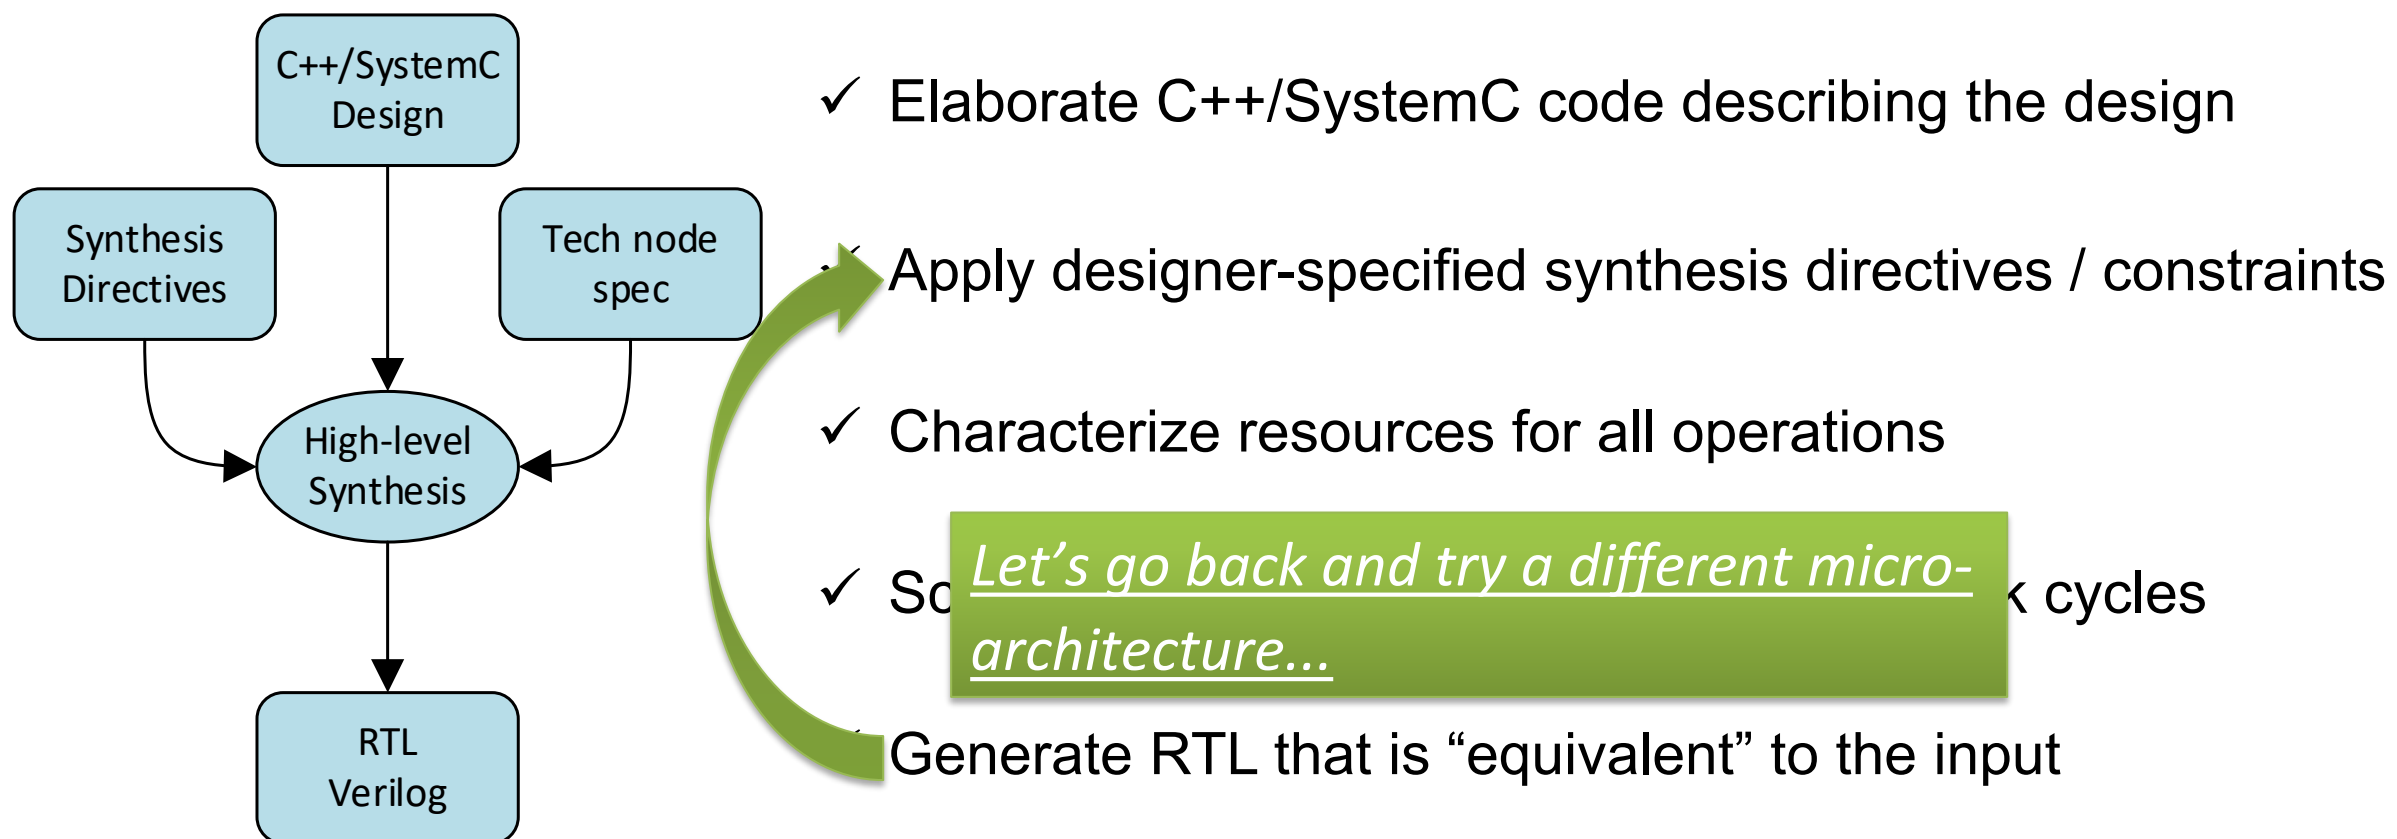 C++/SystemC
Design
Synthesis
Directives
Tech node
spec
High-level
Synthesis
RTL
Verilog
✓ Elaborate C++/SystemC code describing the design
✓ Apply designer-specified synthesis directives / constraints
✓ Characterize resources for all operations
✓ cycles
Let's go back and try a different micro-
architecture...
Generate RTL that is “equivalent” to the input